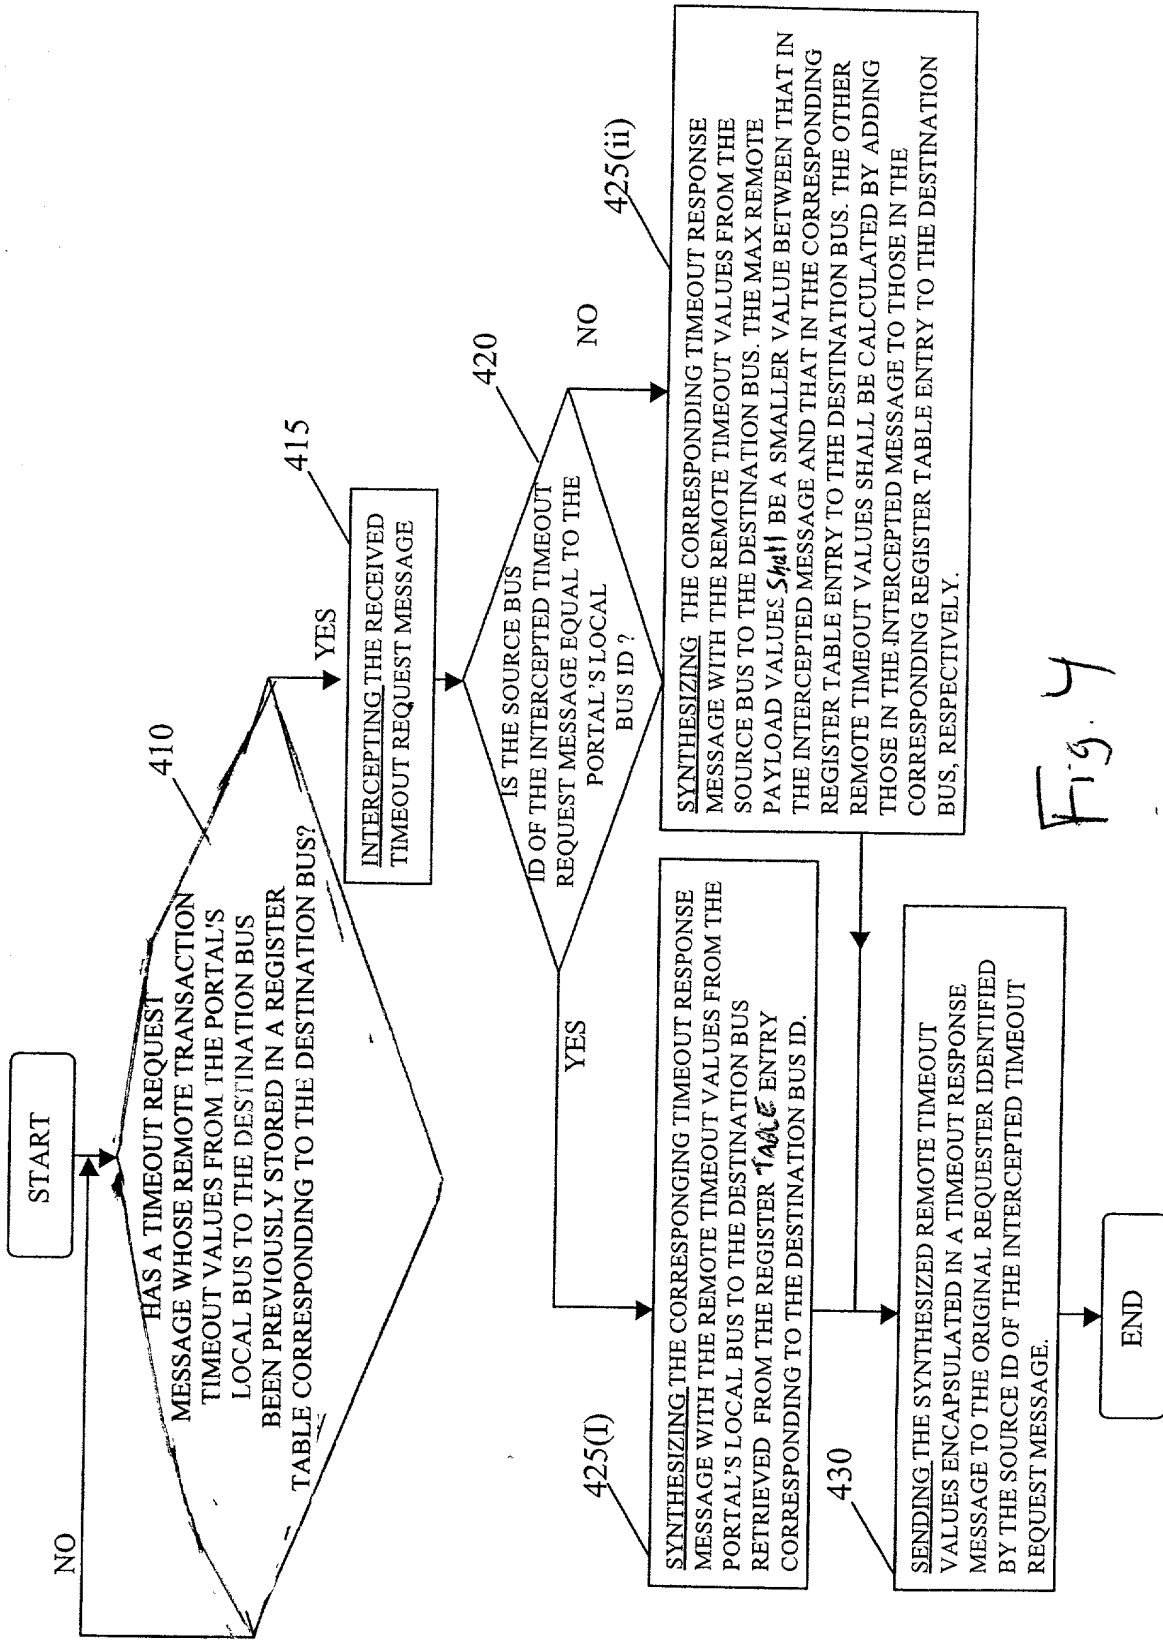 START
NO
HAS A TIMEOUT REQUEST
MESSAGE WHOSE REMOTE TRANSACTION
TIMEOUT VALUES FROM THE PORTAL'S
LOCAL BUS TO THE DESTINATION BUS
BEEN PREVIOUSLY STORED IN A REGISTER
TABLE CORRESPONDING TO THE DESTINATION BUS?
410
YES
415
INTERCEPTING THE RECEIVED
TIMEOUT REQUEST MESSAGE
420
IS THE SOURCE BUS
ID OF THE INTERCEPTED TIMEOUT
REQUEST MESSAGE EQUAL TO THE
PORTAL'S LOCAL
BUS ID ?
YES
NO
425(I)
SYNTHESIZING THE CORRESPONGING TIMEOUT RESPONSE
MESSAGE WITH THE REMOTE TIMEOUT VALUES FROM THE
PORTAL'S LOCAL BUS TO THE DESTINATION BUS
RETRIEVED FROM THE REGISTER TABLE ENTRY
CORRESPONDING TO THE DESTINATION BUS ID.
425(ii)
SYNTHESIZING THE CORRESPONDING TIMEOUT RESPONSE
MESSAGE WITH THE REMOTE TIMEOUT VALUES FROM THE
SOURCE BUS TO THE DESTINATION BUS. THE MAX REMOTE
PAYLOAD VALUES Shall BE A SMALLER VALUE BETWEEN THAT IN
THE INTERCEPTED MESSAGE AND THAT IN THE CORRESPONDING
REGISTER TABLE ENTRY TO THE DESTINATION BUS. THE OTHER
REMOTE TIMEOUT VALUES SHALL BE CALCULATED BY ADDING
THOSE IN THE INTERCEPTED MESSAGE TO THOSE IN THE
CORRESPONDING REGISTER TABLE ENTRY TO THE DESTINATION
BUS, RESPECTIVELY.
430
SENDING THE SYNTHESIZED REMOTE TIMEOUT
VALUES ENCAPSULATED IN A TIMEOUT RESPONSE
MESSAGE TO THE ORIGINAL REQUESTER IDENTIFIED
BY THE SOURCE ID OF THE INTERCEPTED TIMEOUT
REQUEST MESSAGE.
END
Fig. 4